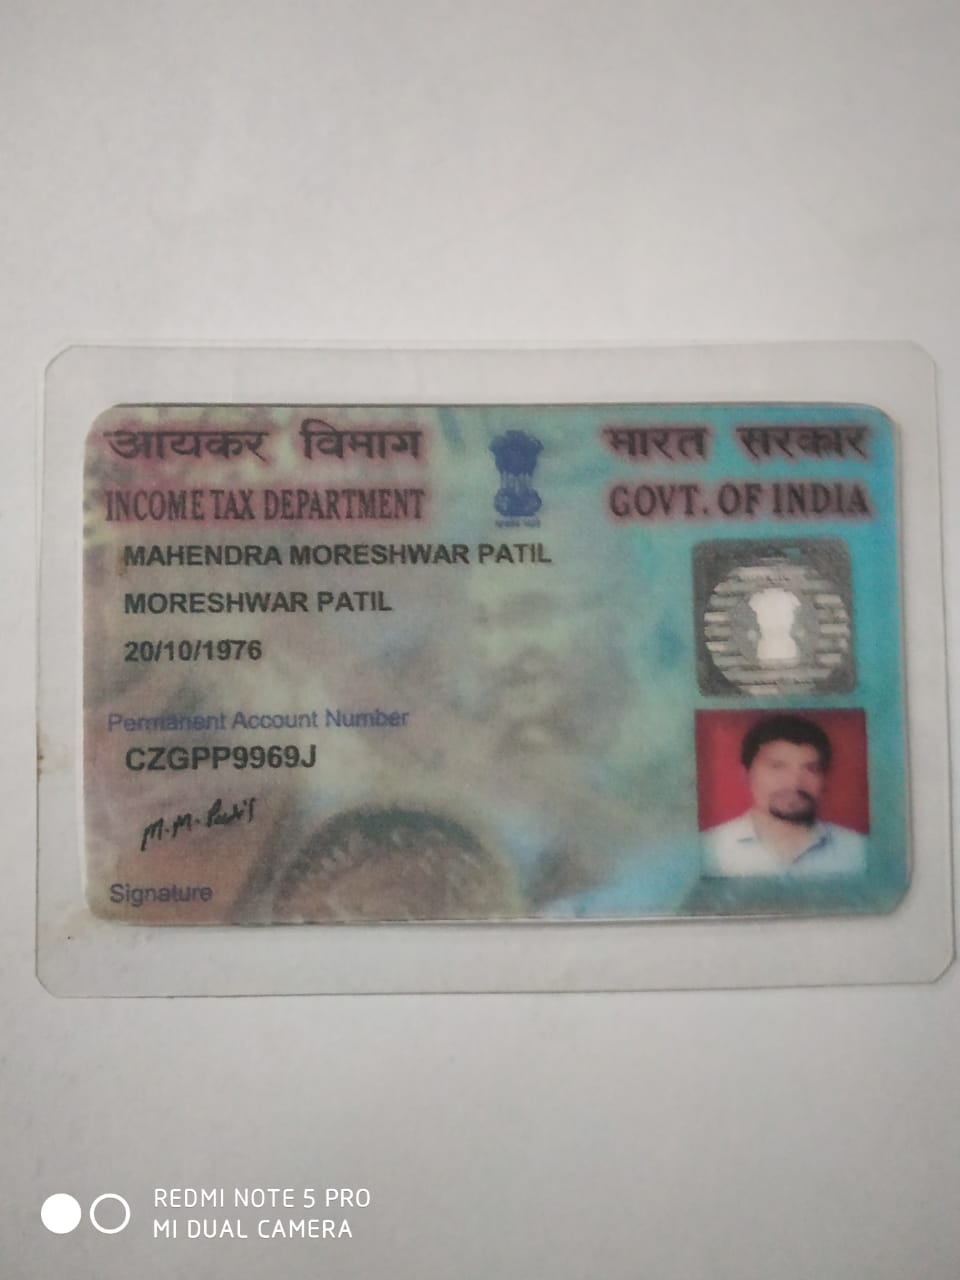 आयकर विभाग
भारत सरकार
INCOME TAX DEPARTMENT
GOVT. OF INDIA
MAHENDRA MORESHWAR PATIL
MORESHWAR PATIL
20/10/1976
Permanent Account Number
CZGPP9969J
M.M. Patil
Signature
REDMI NOTE 5 PRO
MI DUAL CAMERA